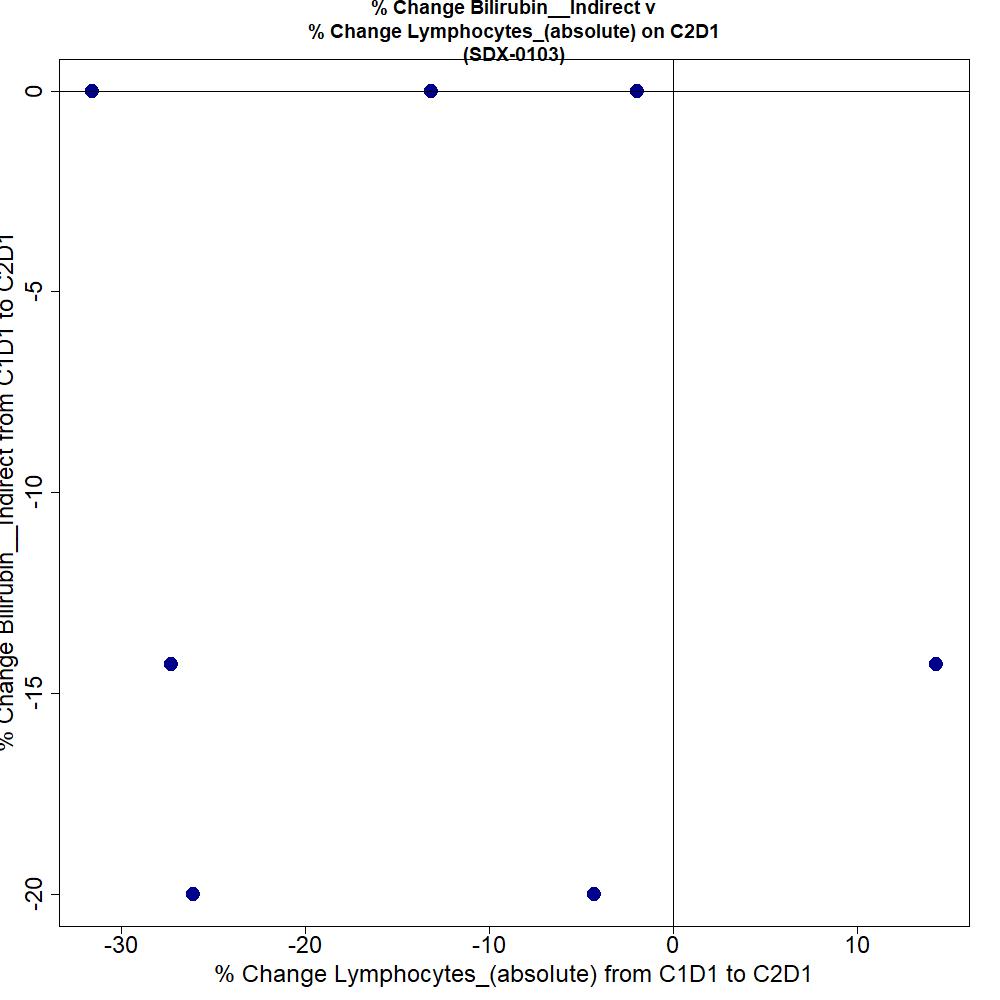 % Change Bilirubin__Indirect v
% Change Lymphocytes_(absolute) on C2D1
(SDX-0103)
% Change Bilirubin__Indirect from C1D1 to C2D1
0
-5
-10
-15
-20
-30
-20
-10
0
10
% Change Lymphocytes_(absolute) from C1D1 to C2D1